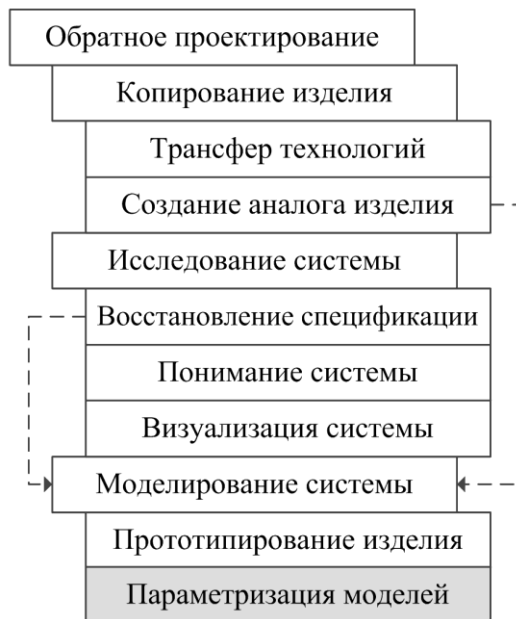 Обратное проектирование
Копирование изделия
Трансфер технологий
Создание аналога изделия
Исследование системы
Восстановление спецификации
Понимание системы
Визуализация системы
Моделирование системы
Прототипирование изделия
Параметризация моделей